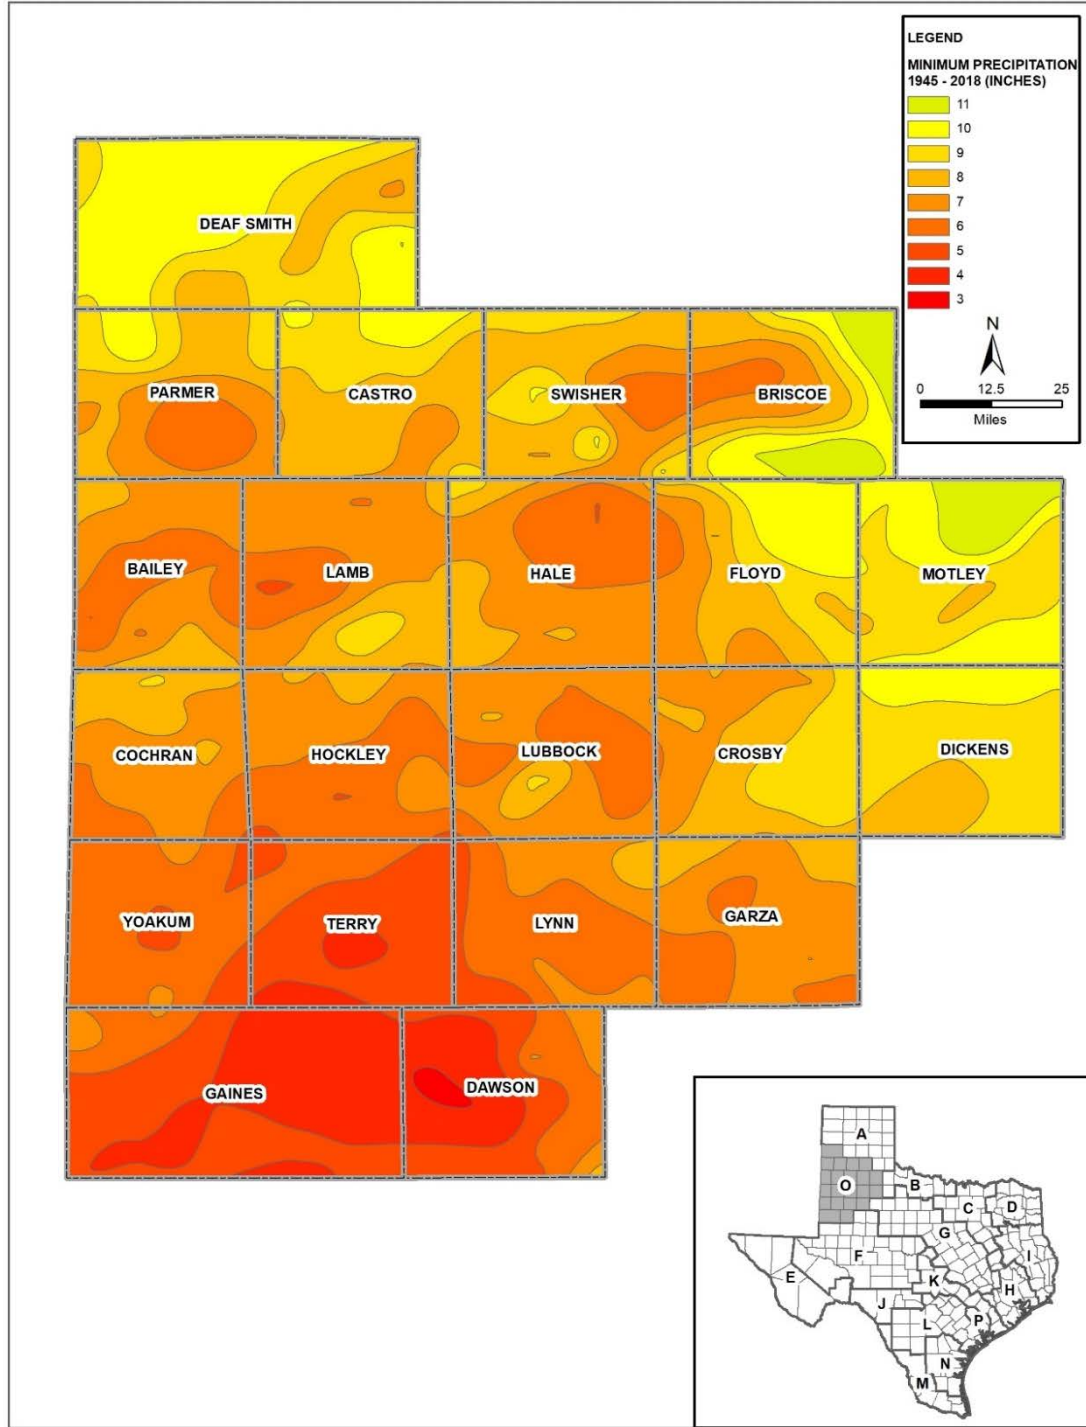 LEGEND
MINIMUM PRECIPITATION
1945 - 2018 (INCHES)
11
10
9
8
7
6
5
4
3
N
0 12.5 25
Miles
DEAF SMITH
PARMER CASTRO SWISHER BRISCOE
BAILEY LAMB HALE FLOYD MOTLEY
COCHRAN HOCKLEY LUBBOCK CROSBY DICKENS
YOAKUM TERRY LYNN GARZA
GAINES DAWSON
A
O B C D
G
F I
E K H
J
L P
N
M